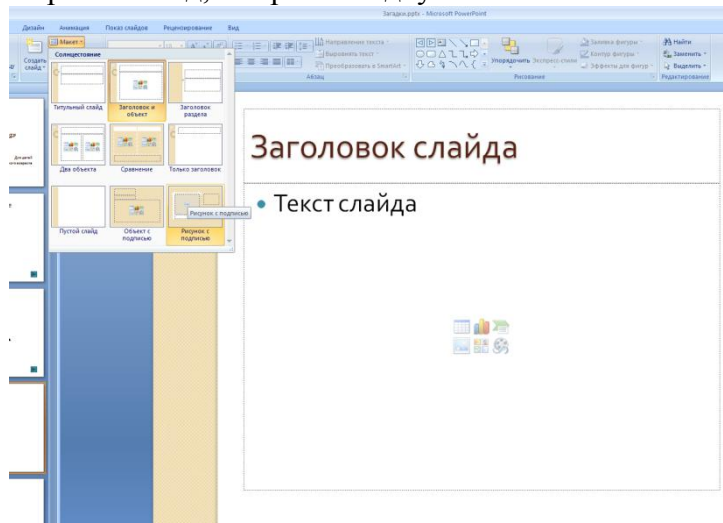 Загадки.pptx - Microsoft PowerPoint
Дизайн Анимация Показ слайдов Рецензирование Вид
Макет
Создать слайд
Направление текста
Выровнять текст
Преобразовать в SmartArt
Абзац
Упорядочить
Экспресс-стили
Заливка фигуры
Контур фигуры
Эффекты для фигур
Рисование
Найти
Заменить
Выделить
Редактирование
Солнцестояние
Титульный слайд
Заголовок и объект
Заголовок раздела
Два объекта
Сравнение
Только заголовок
Пустой слайд
Объект с подписью
Рисунок с подписью
Рисунок с подписью
Заголовок слайда
Текст слайда